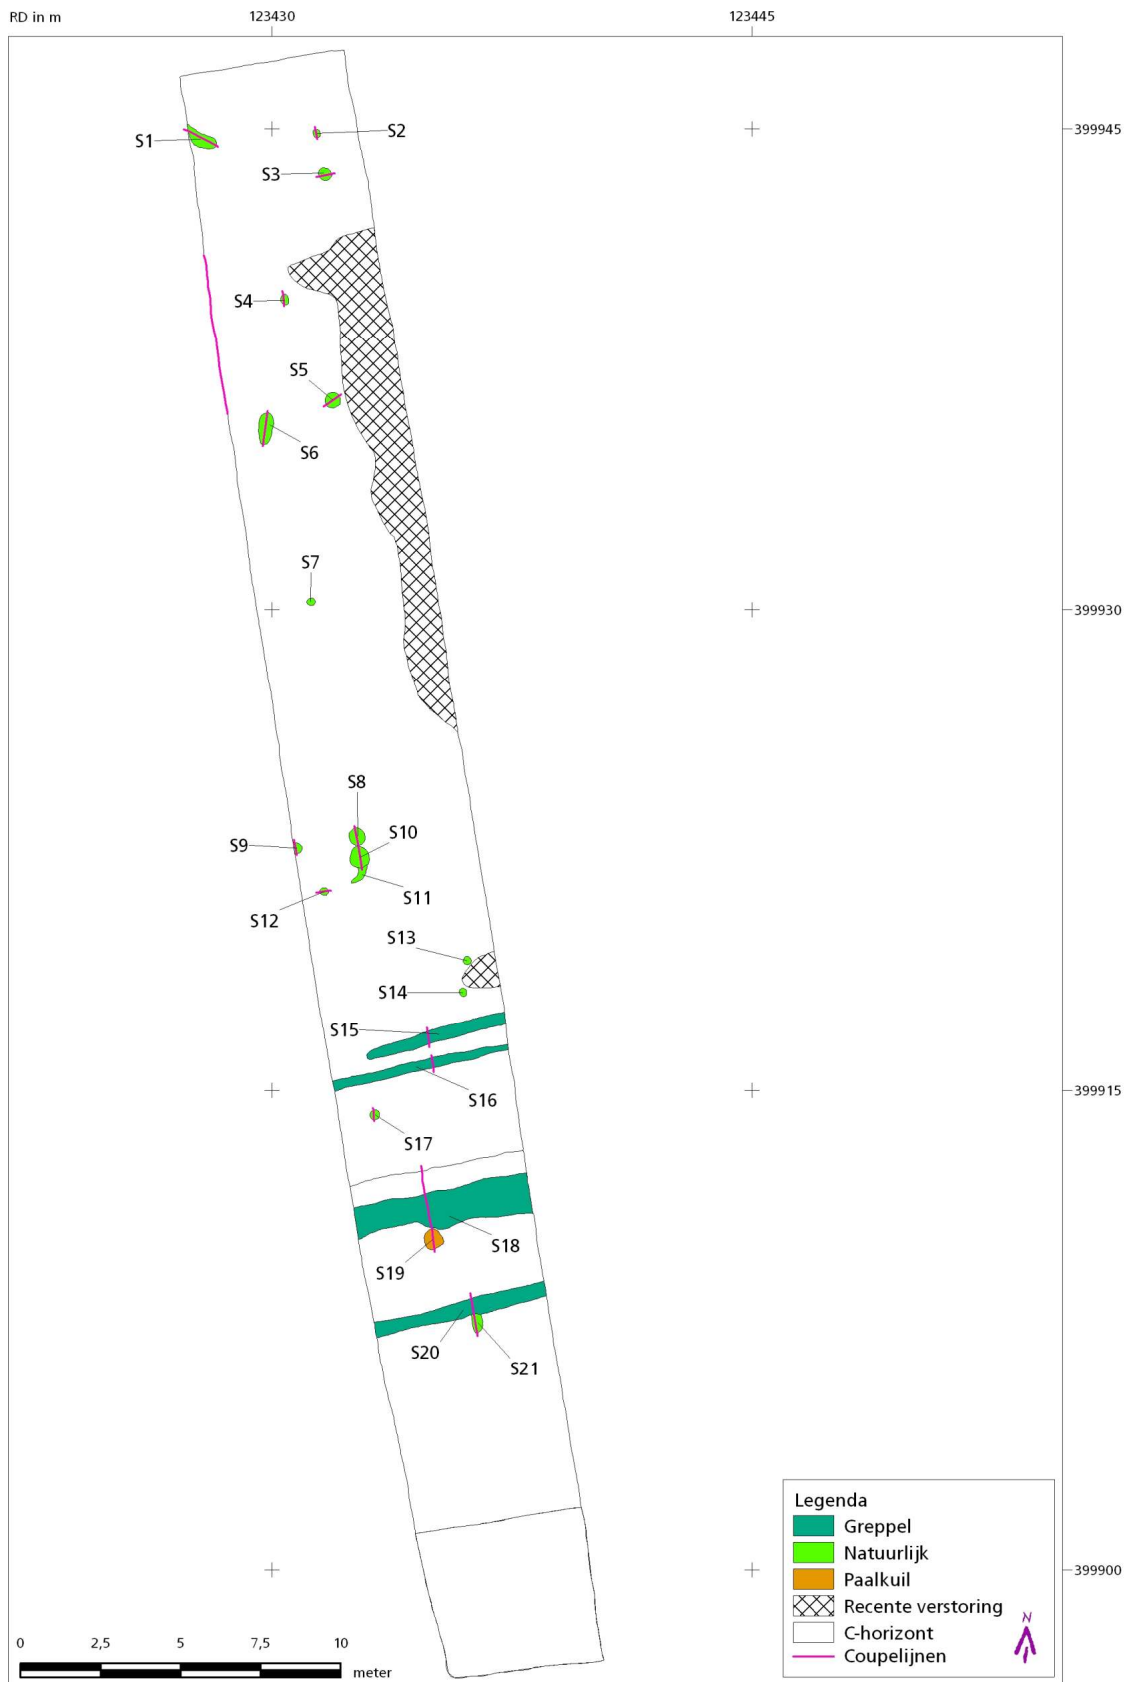 RD in m
123430
123445
S1
S2
399945
S3
S4
S5
S6
S7
399930
S8
S10
S9
S11
S12
S13
S14
S15
399915
S16
S17
S18
S19
S20
S21
Legenda
Greppel
Natuurlijk
Paalkuil
399900
Recente verstoring
N
C-horizont
Coupelijnen
0 2,5 5 7,5 10
meter